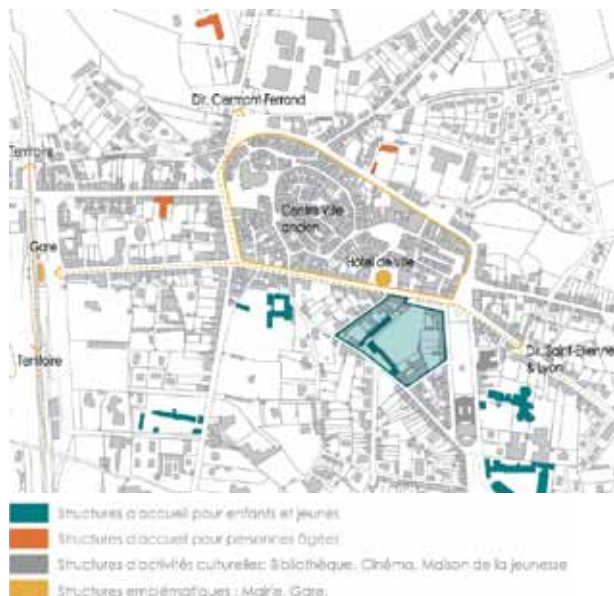 Dir. Clermont-Ferrand
Territoire
Centre Ville
ancien
Gare
Hôtel de Ville
Territoire
Dir. Saint-Etienne
& Lyon
Structures d'accueil pour enfants et jeunes
Structures d'accueil pour personnes âgées
Structures d'activités culturelles: Bibliothèque, Cinéma, Maison de la jeunesse
Structures emblématiques : Mairie, Gare.